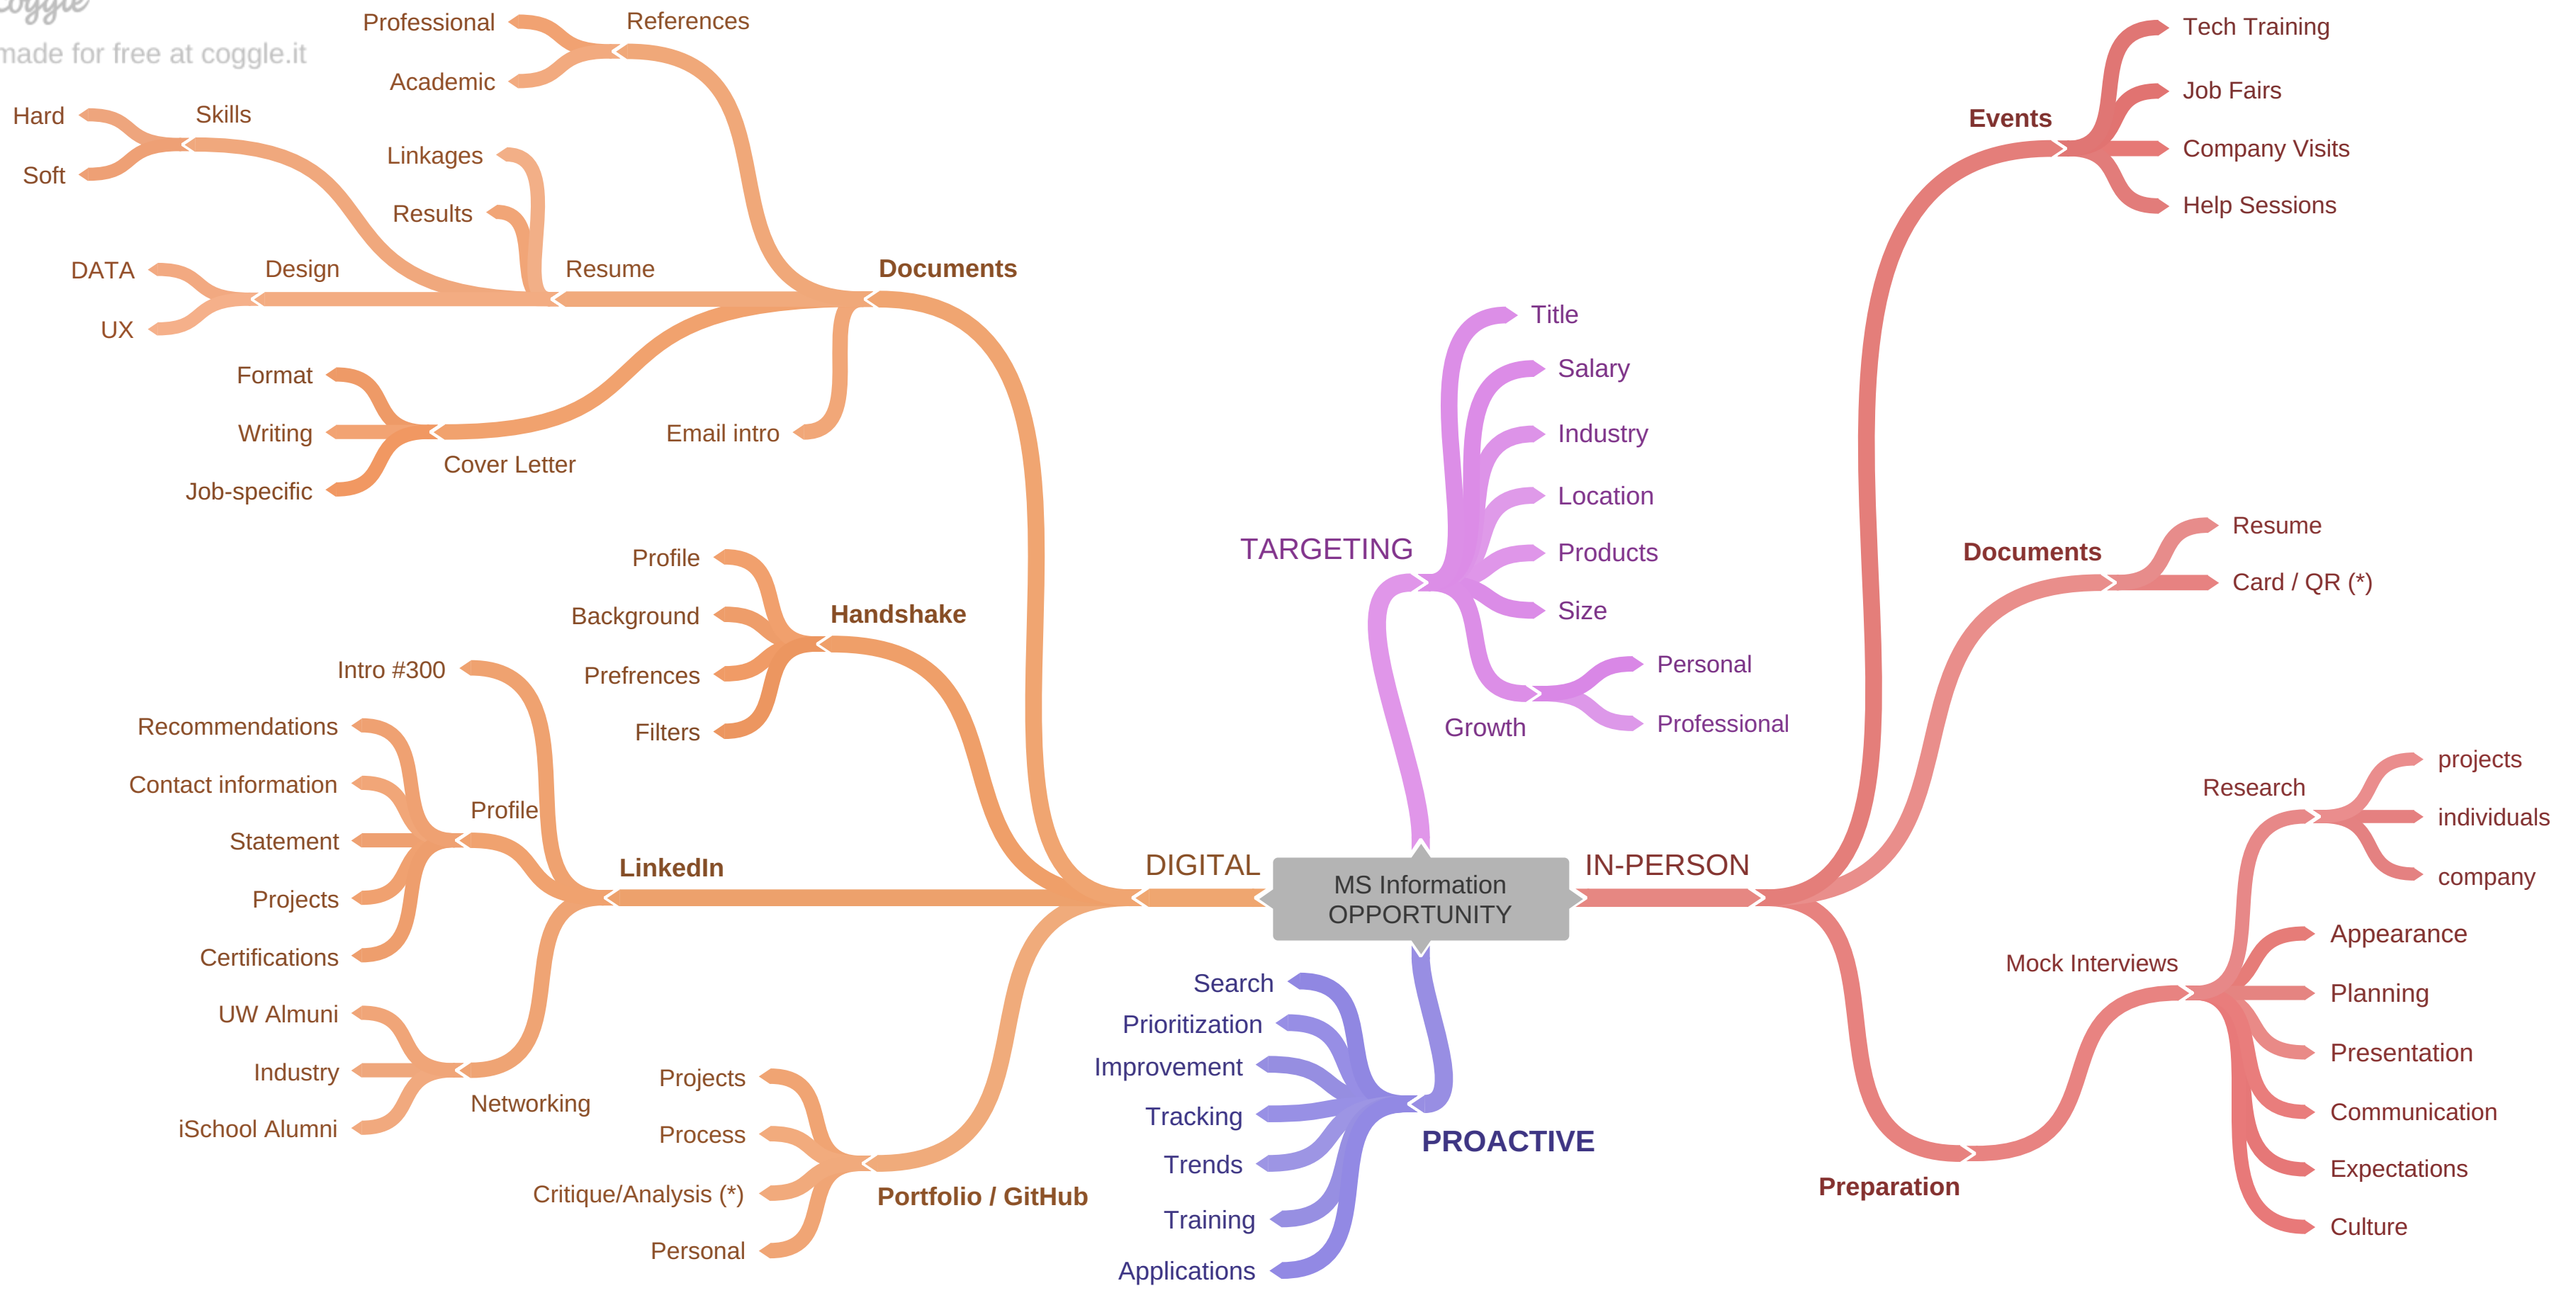 Coggle
made for free at coggle.it
Professional
References
Academic
Hard
Skills
Soft
Linkages
Results
DATA
Design
UX
Resume
Documents
Format
Writing
Job-specific
Cover Letter
Email intro
Profile
Background
Prefrences
Filters
Handshake
Intro #300
Recommendations
Contact information
Statement
Projects
Certifications
Profile
LinkedIn
UW Almuni
Industry
iSchool Alumni
Networking
Projects
Process
Critique/Analysis (*)
Personal
Portfolio / GitHub
DIGITAL
MS Information
OPPORTUNITY
TARGETING
Title
Salary
Industry
Location
Products
Size
Growth
Personal
Professional
Search
Prioritization
Improvement
Tracking
Trends
Training
Applications
PROACTIVE
IN-PERSON
Events
Tech Training
Job Fairs
Company Visits
Help Sessions
Documents
Resume
Card / QR (*)
Preparation
Mock Interviews
Research
projects
individuals
company
Appearance
Planning
Presentation
Communication
Expectations
Culture